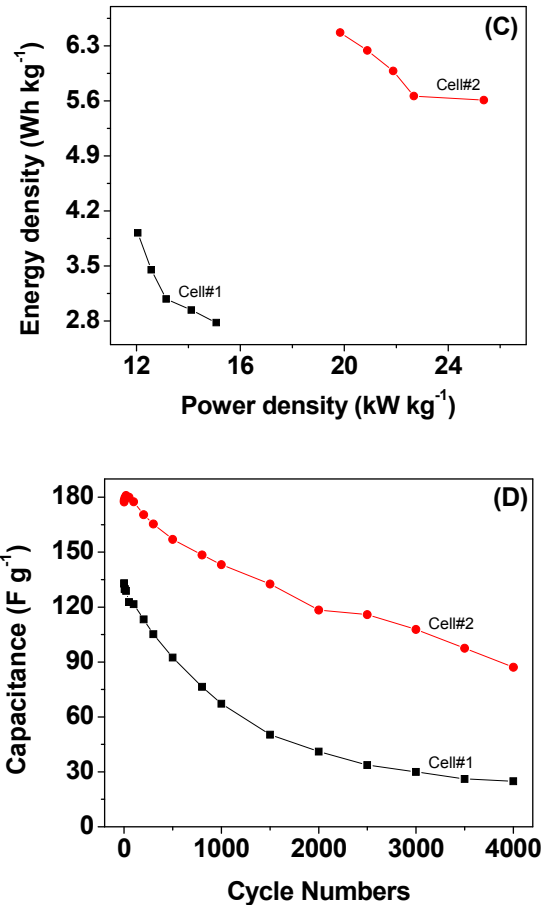 (C)
Energy density (Wh kg⁻¹)
6.3
5.6
4.9
4.2
3.5
2.8
Cell#2
Cell#1
12 16 20 24
Power density (kW kg⁻¹)
(D)
Capacitance (F g⁻¹)
180
150
120
90
60
30
0
Cell#2
Cell#1
0 1000 2000 3000 4000
Cycle Numbers